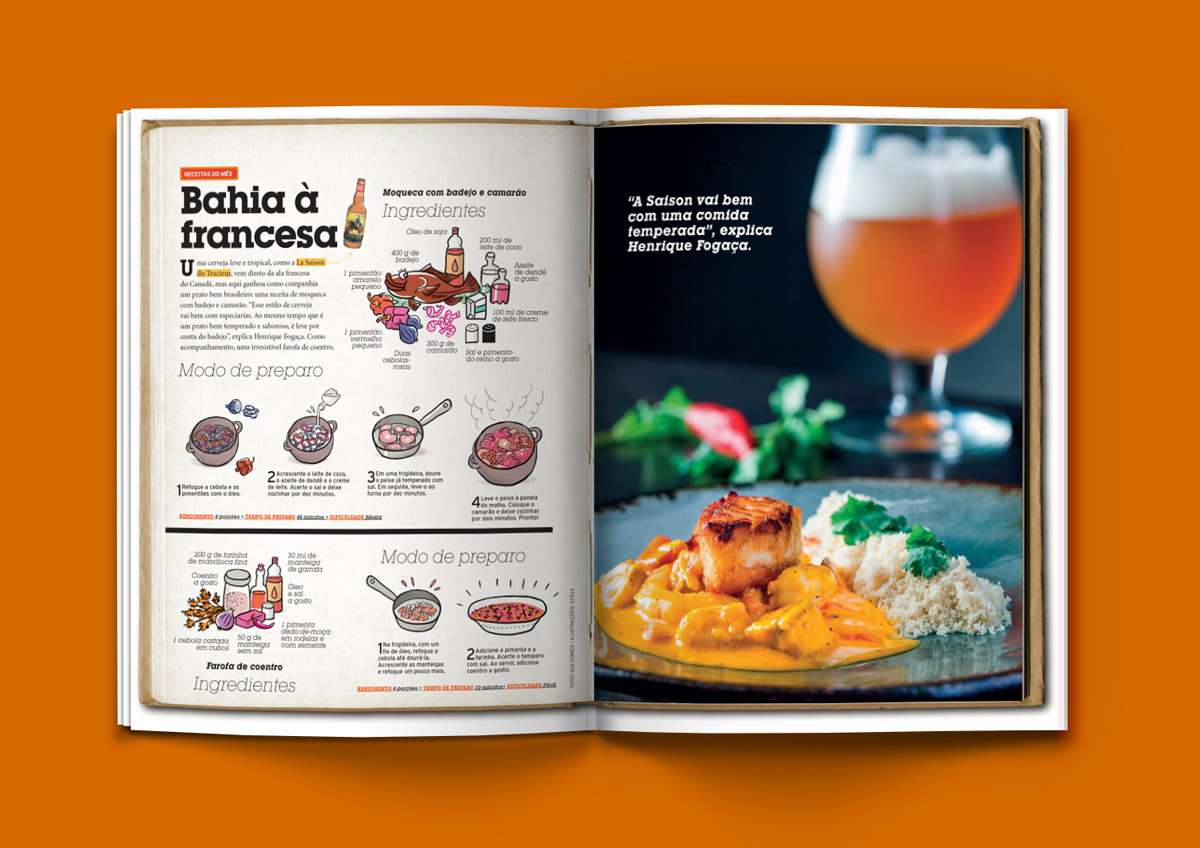 RECEITAS DO MÊS
Bahia à
francesa
Uma cerveja leve e tropical, como a La Saison
du Tracteur, vem direto da ala francesa
do Canadá, mas aqui ganhou como companhia
um prato bem brasileiro: uma receita de moqueca
com badejo e camarão. "Esse estilo de cerveja
vai bem com especiarias. Ao mesmo tempo que é
um prato bem temperado e saboroso, é leve por
conta do badejo", explica Henrique Fogaça. Como
acompanhamento, uma irresistível farofa de coentro.
Moqueca com badejo e camarão
Ingredientes
Óleo de soja
200 ml de
leite de coco
400 g de
badejo
Azeite
de dendê
a gosto
1 pimentão
amarelo
pequeno
100 ml de creme
de leite fresco
1 pimentão
vermelho
pequeno
Duas
cebolas-
roxas
300 g de
camarão
Sal e pimenta-
do-reino a gosto
Modo de preparo
1 Refogue a cebola e os
pimentões com o óleo.
2 Acrescente o leite de coco,
o azeite de dendê e o creme
de leite. Acerte o sal e deixe
cozinhar por dez minutos.
3 Em uma frigideira, doure
o peixe já temperado com
sal. Em seguida, leve-o ao
forno por dez minutos.
4 Leve o peixe à panela
do molho. Coloque o
camarão e deixe cozinhar
por dois minutos. Pronto!
RENDIMENTO 4 porções • TEMPO DE PREPARO 45 minutos • DIFICULDADE Média
200 g de farinha
de mandioca fina
30 ml de
manteiga
de garrafa
Coentro
a gosto
Óleo
e sal
a gosto
1 cebola cortada
em cubos
50 g de
manteiga
sem sal
1 pimenta
dedo-de-moça
em rodelas e
com semente
Farofa de coentro
Ingredientes
Modo de preparo
1 Na frigideira, com um
fio de óleo, refogue a
cebola até dourá-la.
Acrescente as manteigas
e refogue um pouco mais.
2 Adicione a pimenta e a
farinha. Acerte o tempero
com sal. Ao servir, adicione
coentro a gosto.
RENDIMENTO 4 porções • TEMPO DE PREPARO 10 minutos • DIFICULDADE Fácil
FOTO: GUI GOMES • ILUSTRAÇÕES:
"A Saison vai bem
com uma comida
temperada", explica
Henrique Fogaça.